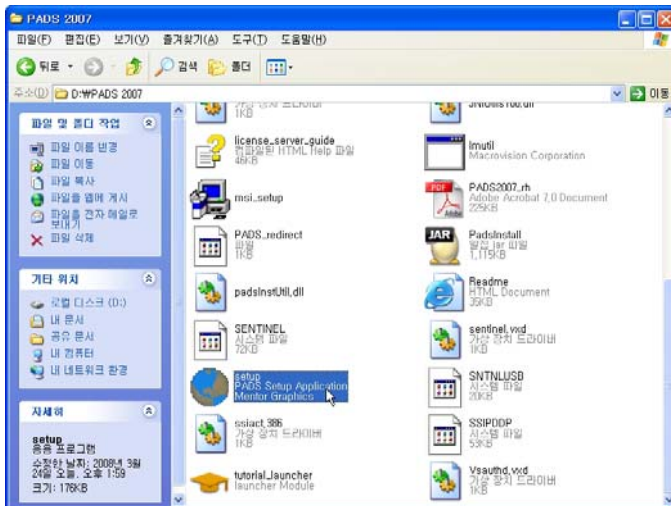 PADS 2007
파일(F) 편집(E) 보기(V) 즐겨찾기(A) 도구(T) 도움말(H)
뒤로 검색 폴더
주소(D) D:₩PADS 2007 이동
파일 및 폴더 작업
파일 이름 바꾸기
파일 이동
파일 복사
파일을 웹에 게시
파일을 전자 메일로
보내기
파일 삭제
기타 위치
로컬 디스크 (D:)
내 문서
공유 문서
내 컴퓨터
내 네트워크 환경
자세히
setup
응용 프로그램
수정한 날짜: 2008년 3월
24일 오늘, 오후 1:59
크기: 176KB
가상 장치 드라이버
1KB
license_server_guide
컴파일된 HTML Help 파일
46KB
msi_setup
PADS_redirect
파일
1KB
padsInstUtil.dll
SENTINEL
시스템 파일
72KB
setup
PADS Setup Application
Mentor Graphics
ssiact.386
가상 장치 드라이버
1KB
tutorial_launcher
launcher Module
lmutil
Macrovision Corporation
PADS2007_rh
Adobe Acrobat 7.0 Document
225KB
PadsInstall
알집 jar 파일
1,115KB
Readme
HTML Document
35KB
sentinel.vxd
가상 장치 드라이버
1KB
SNTNLUSB
시스템 파일
20KB
SSIPDDP
시스템 파일
53KB
Vsauthd.vxd
가상 장치 드라이버
1KB